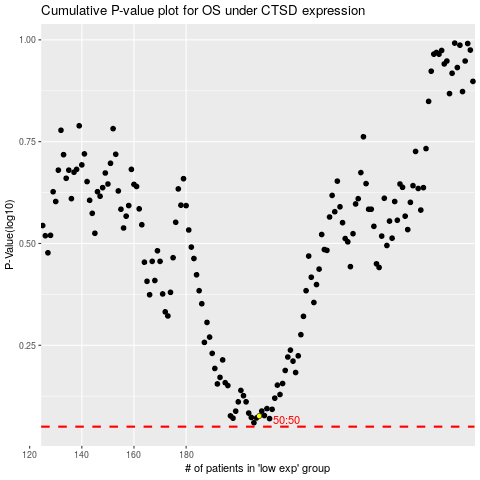 Cumulative P-value plot for OS under CTSD expression
P-Value(log10)
1.00
0.75
0.50
0.25
50:50
120 140 160 180
# of patients in 'low exp' group